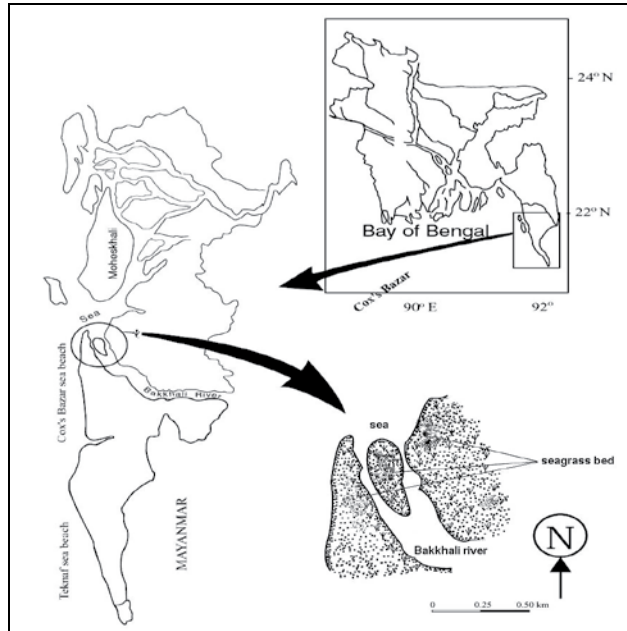 24° N
22° N
Bay of Bengal
Cox's Bazar
90° E
92°
Moheskhali
Sea
Cox's Bazar sea beach
Bakkhali River
Teknaf sea beach
MAYANMAR
sea
seagrass bed
Bakkhali river
N
0 0.25 0.50 km